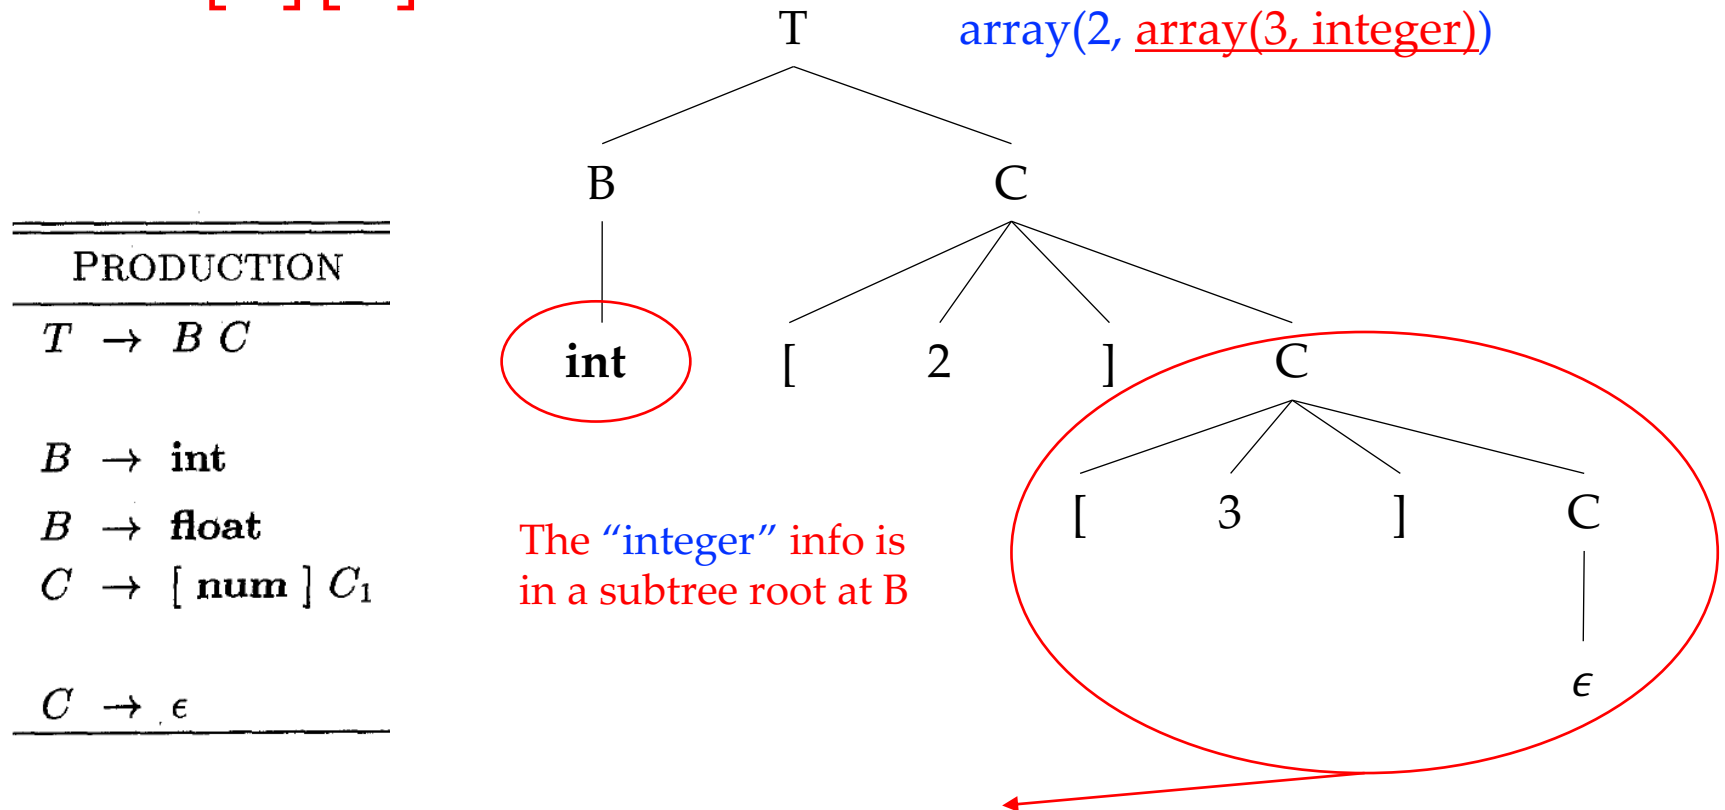 T
array(2, array(3, integer))
B C
int [ 2 ] C
[ 3 ] C
ϵ
PRODUCTION
T → B C
B → int
B → float
C → [ num ] C₁
C → ϵ
The “integer” info is
in a subtree root at B